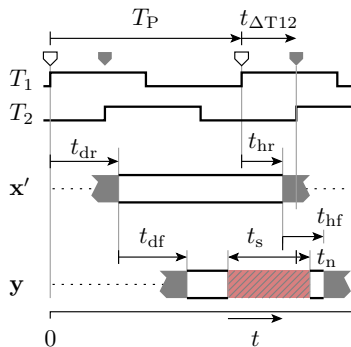 T_P t_ΔT12
T_1
T_2
t_dr t_hr
x′
t_hf
t_df t_s
t_n
y
0 t